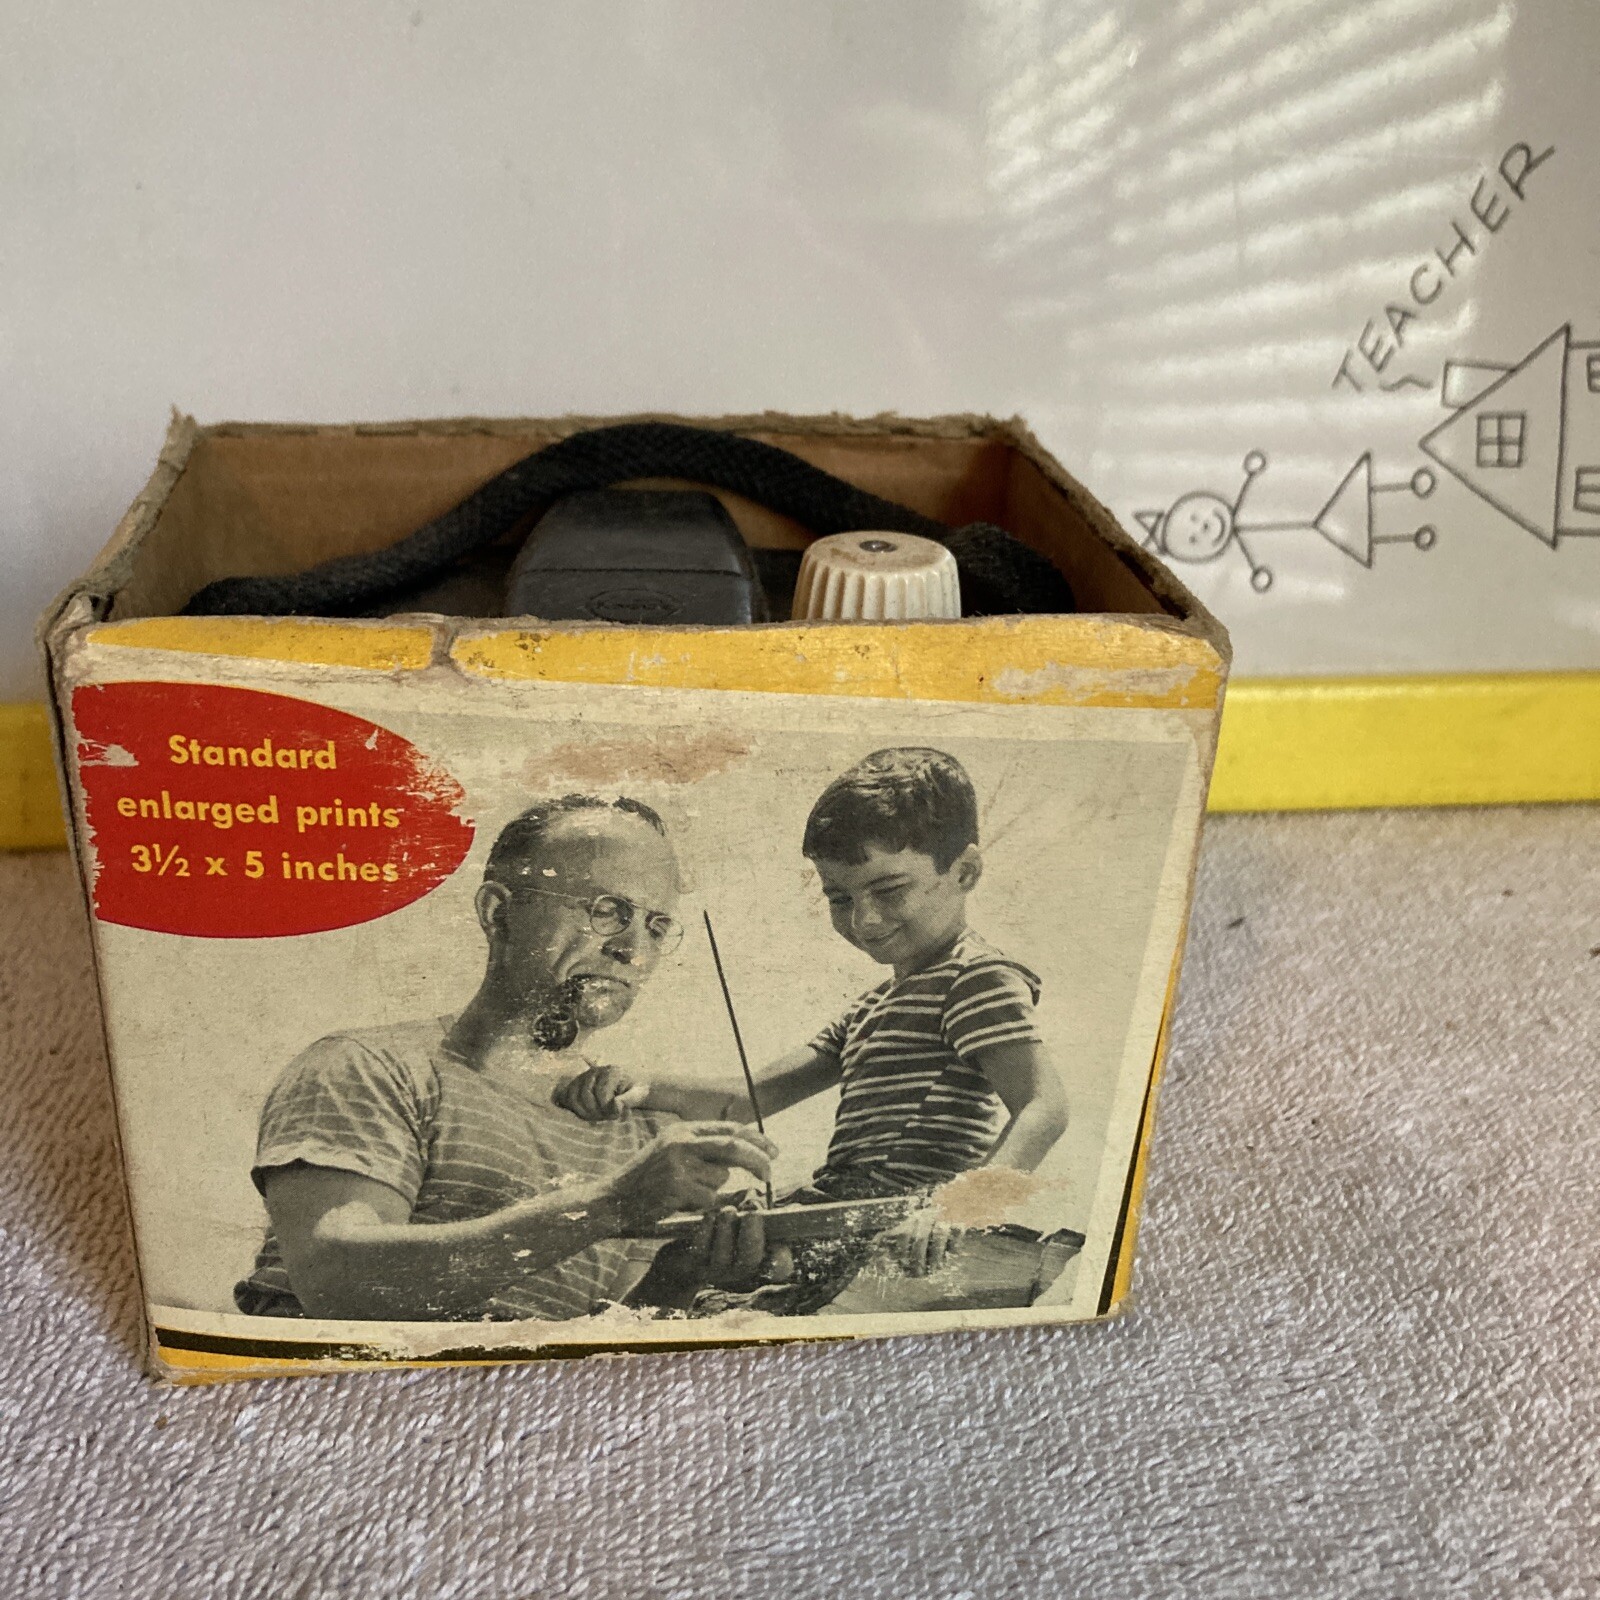 Standard
enlarged prints
3½ x 5 inches
TEACHER